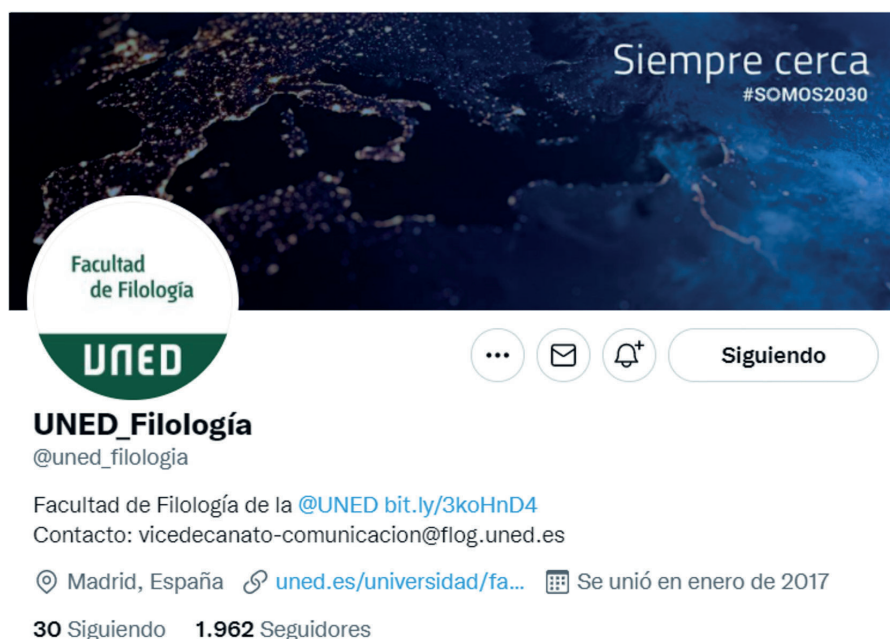 Siempre cerca
#SOMOS2030
Facultad
de Filología
UNED
Siguiendo
UNED_Filología
@uned_filologia
Facultad de Filología de la @UNED bit.ly/3koHnD4
Contacto: vicedecanato-comunicacion@flog.uned.es
Madrid, España uned.es/universidad/fa... Se unió en enero de 2017
30 Siguiendo 1.962 Seguidores